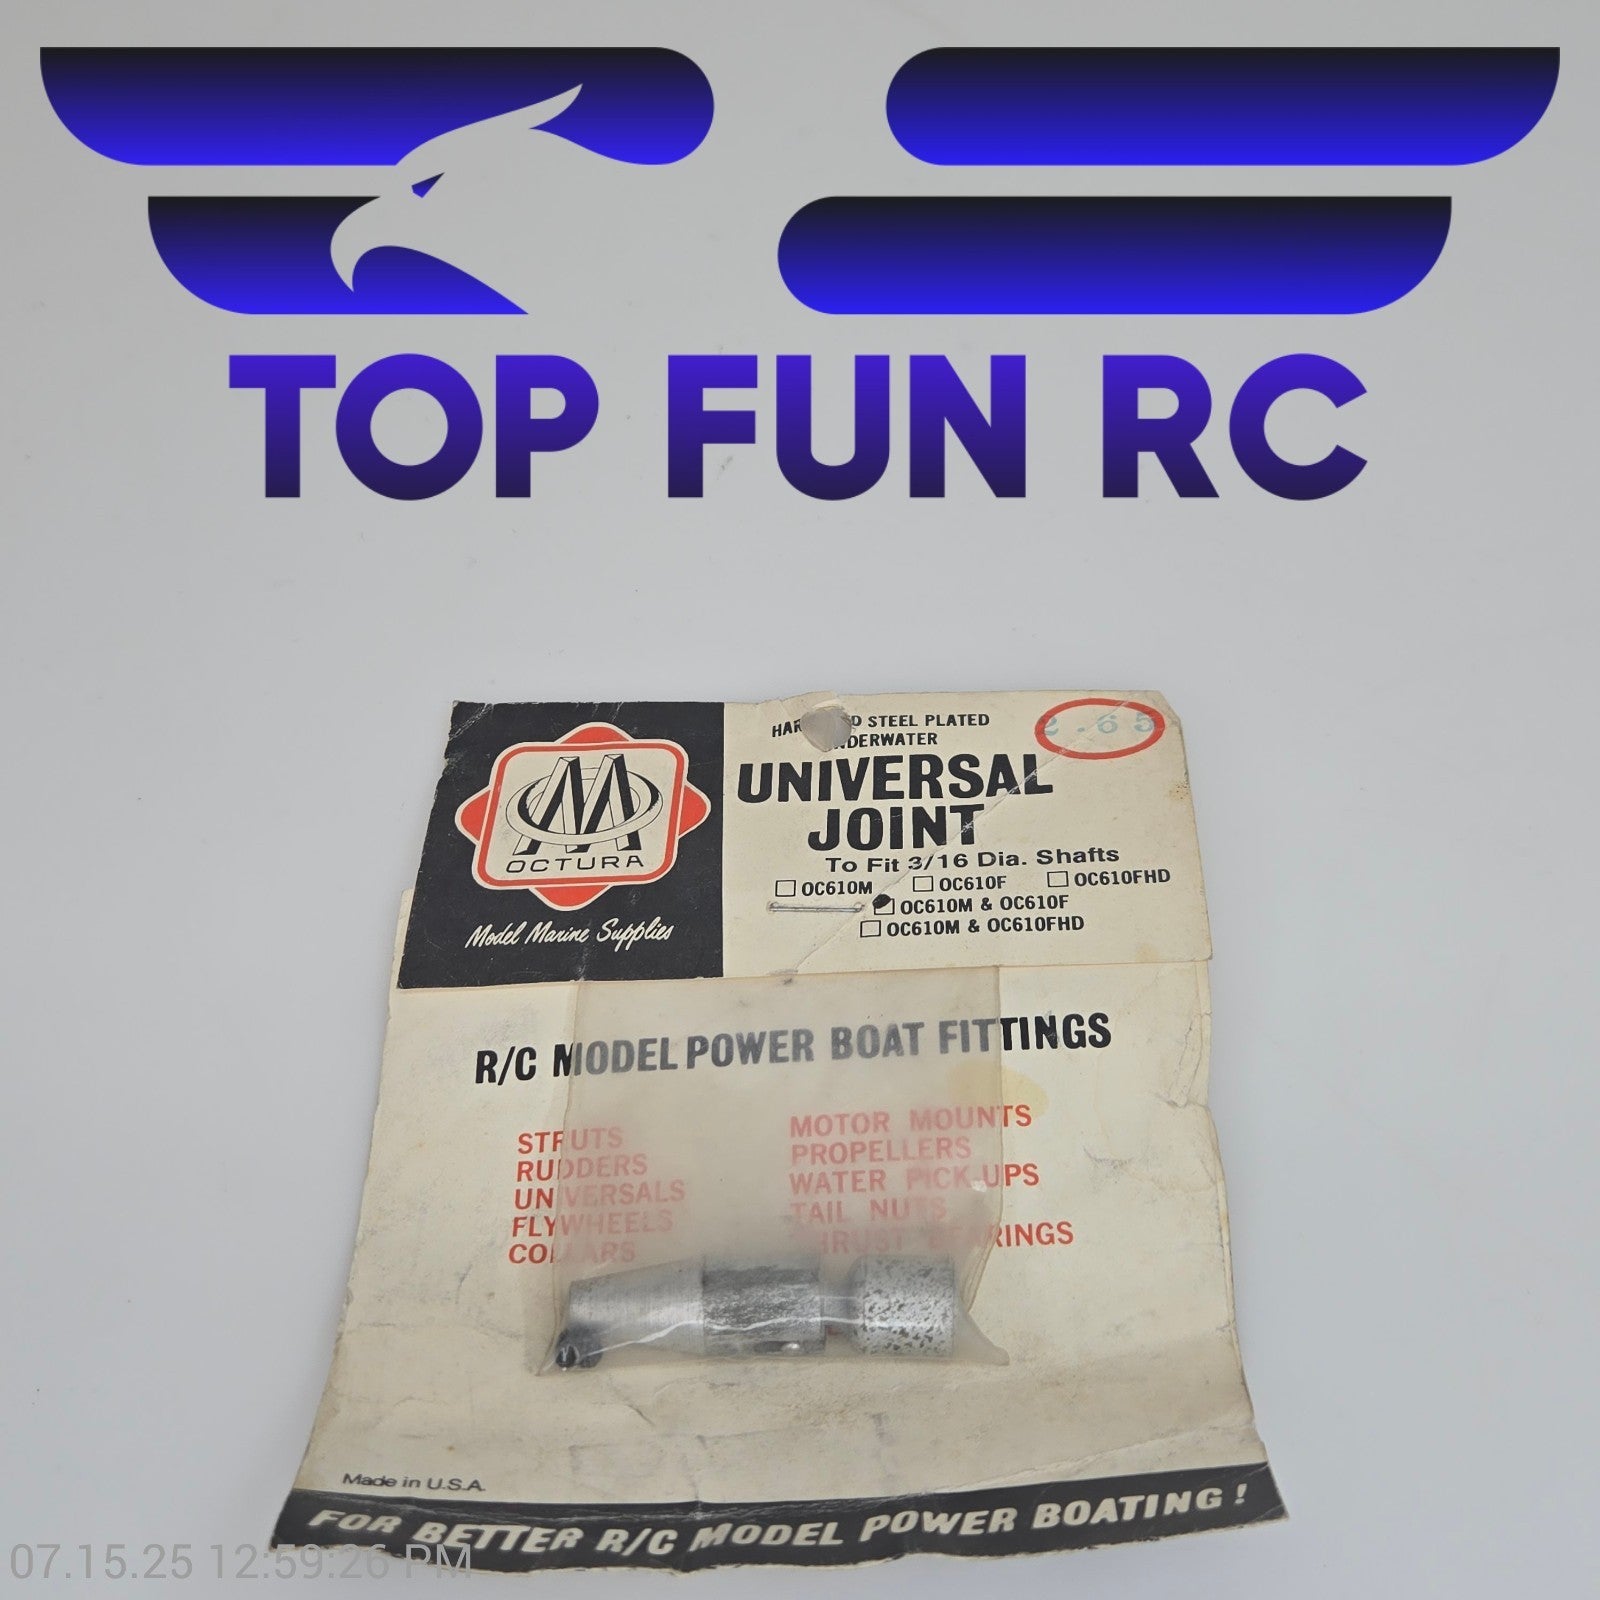 TOP FUN RC
HAR D STEEL PLATED
UNDERWATER
2.65
UNIVERSAL
JOINT
To Fit 3/16 Dia. Shafts
OC610M OC610F OC610FHD
OC610M & OC610F
OC610M & OC610FHD
M
OCTURA
Model Marine Supplies
R/C MODEL POWER BOAT FITTINGS
STRUTS
RUDDERS
UNIVERSALS
FLYWHEELS
COLLARS
MOTOR MOUNTS
PROPELLERS
WATER PICK-UPS
TAIL NUTS
THRUST BEARINGS
Made in U.S.A.
FOR BETTER R/C MODEL POWER BOATING!
07.15.25 12:59:26 PM